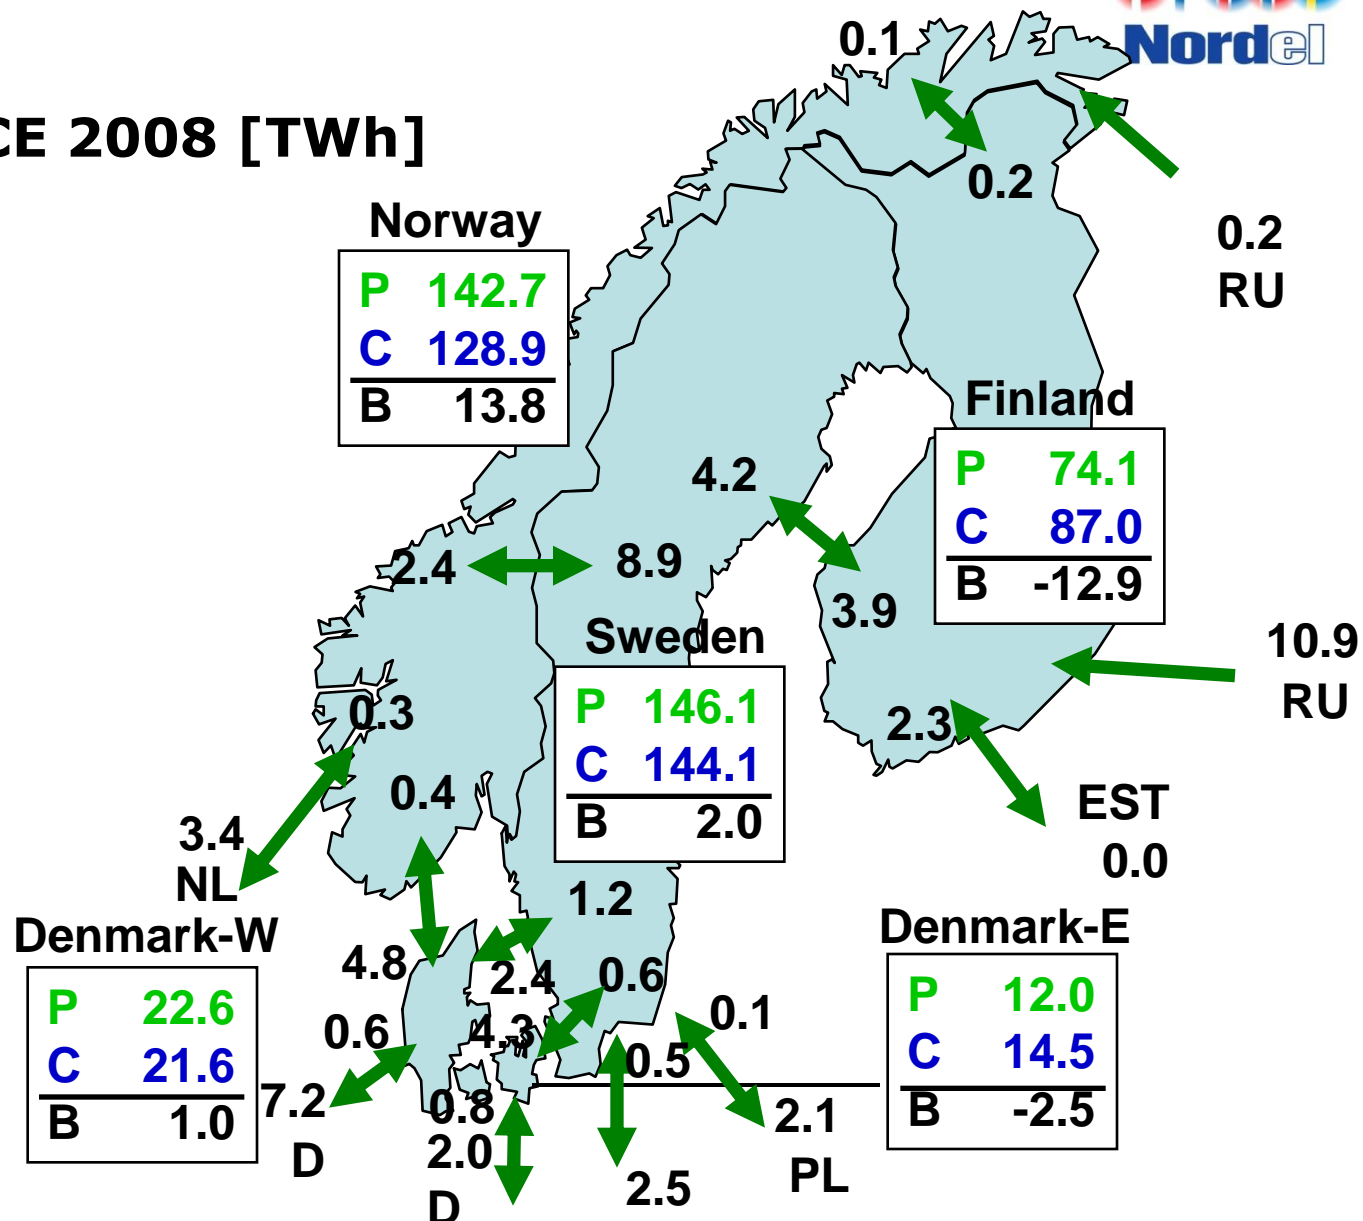 0.1
Nordel
CE 2008 [TWh]
0.2
Norway
0.2
RU
P 142.7
C 128.9
B 13.8
Finland
P 74.1
C 87.0
B -12.9
4.2
2.4
8.9
3.9
Sweden
10.9
RU
P 146.1
C 144.1
B 2.0
0.3
2.3
0.4
EST
0.0
3.4
NL
1.2
Denmark-W
Denmark-E
4.8
2.4
0.6
P 22.6
C 21.6
B 1.0
P 12.0
C 14.5
B -2.5
0.6
4.3
0.1
0.5
7.2
D
0.8
2.0
D
2.1
PL
2.5